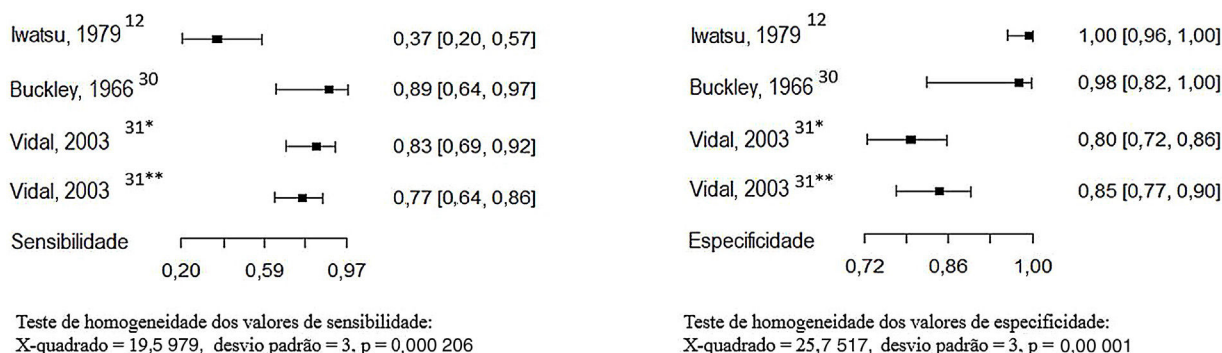 Iwatsu, 1979 12 0,37 [0,20, 0,57]
Buckley, 1966 30 0,89 [0,64, 0,97]
Vidal, 2003 31* 0,83 [0,69, 0,92]
Vidal, 2003 31** 0,77 [0,64, 0,86]
Sensibilidade
0,20 0,59 0,97
Teste de homogeneidade dos valores de sensibilidade:
X-quadrado = 19,5 979, desvio padrão = 3, p = 0,000 206
Iwatsu, 1979 12 1,00 [0,96, 1,00]
Buckley, 1966 30 0,98 [0,82, 1,00]
Vidal, 2003 31* 0,80 [0,72, 0,86]
Vidal, 2003 31** 0,85 [0,77, 0,90]
Especificidade
0,72 0,86 1,00
Teste de homogeneidade dos valores de especificidade:
X-quadrado = 25,7 517, desvio padrão = 3, p = 0,00 001